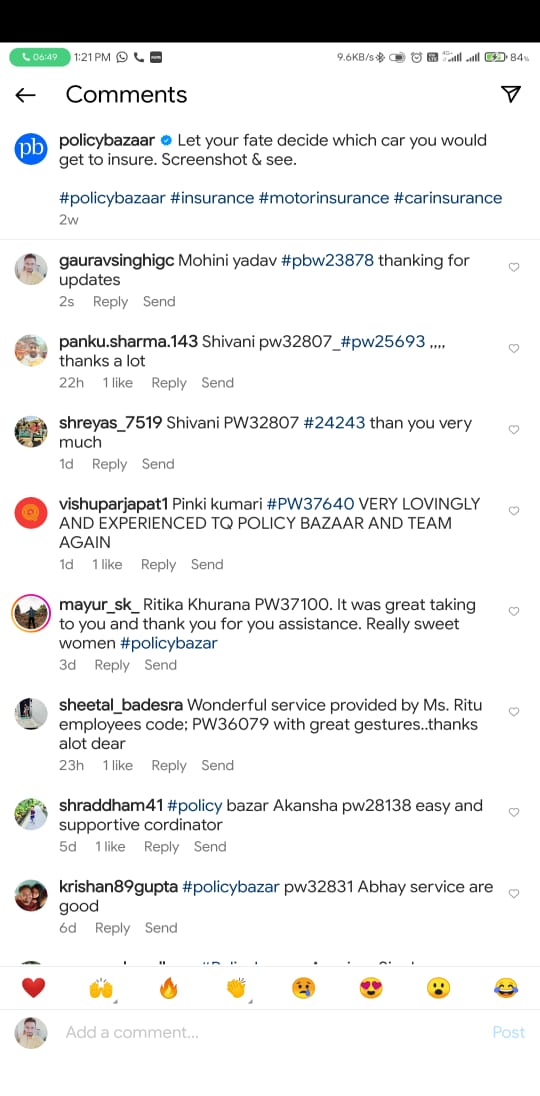 06:49 1:21 PM 9.6KB/s 4G+ 84%
Comments
pb
policybazaar Let your fate decide which car you would
get to insure. Screenshot & see.
#policybazaar #insurance #motorinsurance #carinsurance
2w
gauravsinghigc Mohini yadav #pbw23878 thanking for
updates
2s Reply Send
panku.sharma.143 Shivani pw32807_#pw25693 ,,,,
thanks a lot
22h 1 like Reply Send
shreyas_7519 Shivani PW32807 #24243 than you very
much
1d Reply Send
vishuparjapat1 Pinki kumari #PW37640 VERY LOVINGLY
AND EXPERIENCED TQ POLICY BAZAAR AND TEAM
AGAIN
1d 1 like Reply Send
mayur_sk_ Ritika Khurana PW37100. It was great taking
to you and thank you for you assistance. Really sweet
women #policybazar
3d Reply Send
sheetal_badesra Wonderful service provided by Ms. Ritu
employees code; PW36079 with great gestures..thanks
alot dear
23h 1 like Reply Send
shraddham41 #policy bazar Akansha pw28138 easy and
supportive cordinator
5d 1 like Reply Send
krishan89gupta #policybazar pw32831 Abhay service are
good
6d Reply Send
Add a comment... Post